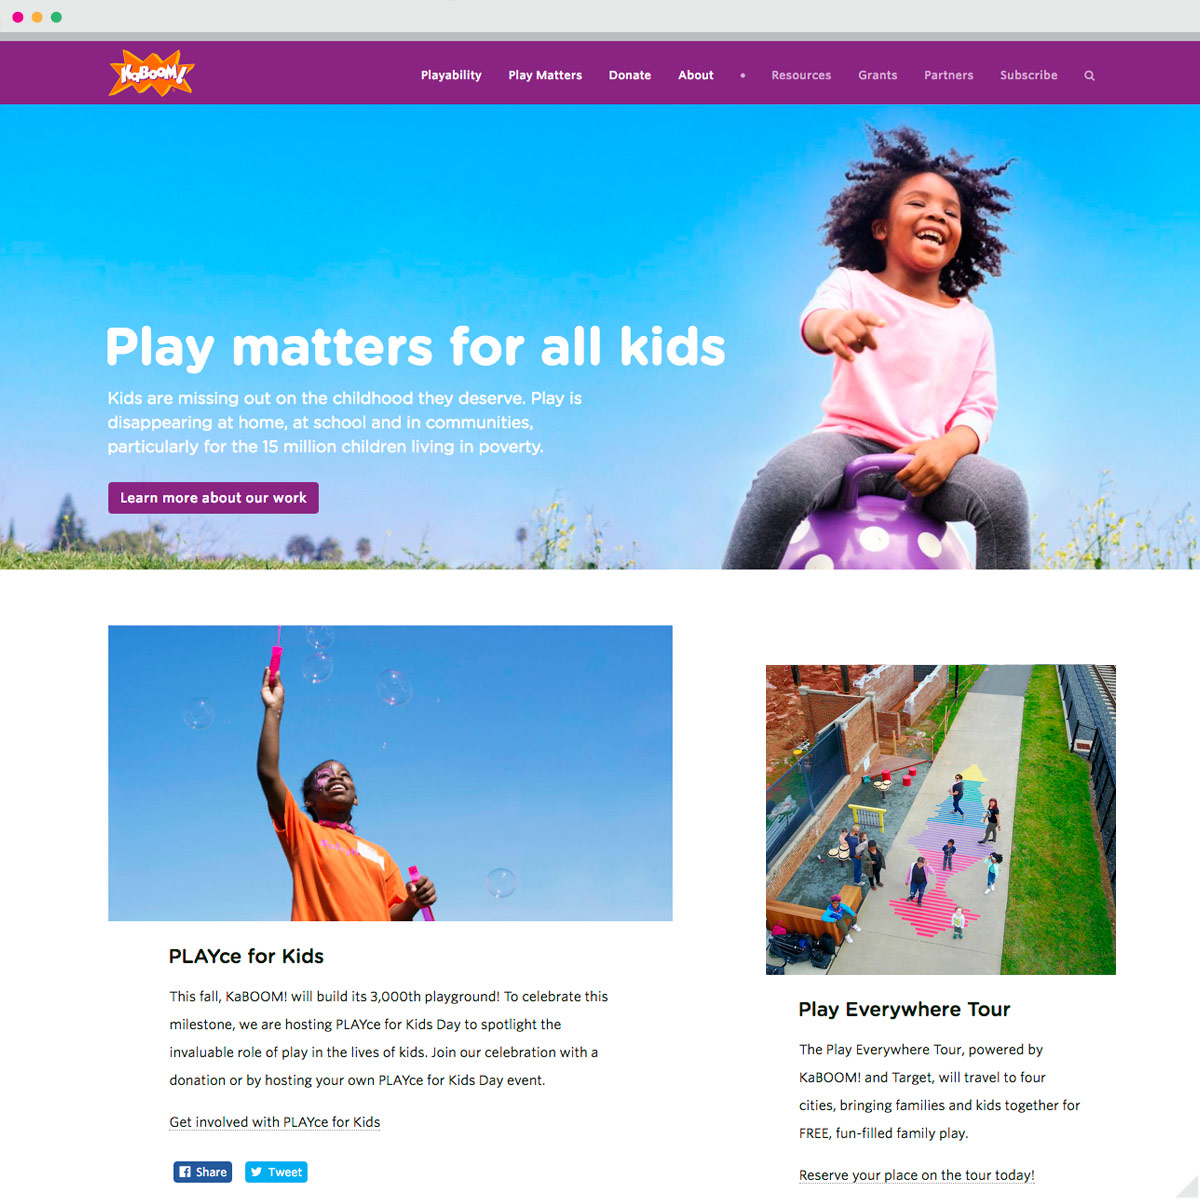 KaBOOM!
Playability Play Matters Donate About • Resources Grants Partners Subscribe
Play matters for all kids
Kids are missing out on the childhood they deserve. Play is
disappearing at home, at school and in communities,
particularly for the 15 million children living in poverty.
Learn more about our work
PLAYce for Kids
This fall, KaBOOM! will build its 3,000th playground! To celebrate this
milestone, we are hosting PLAYce for Kids Day to spotlight the
invaluable role of play in the lives of kids. Join our celebration with a
donation or by hosting your own PLAYce for Kids Day event.
Get involved with PLAYce for Kids
Share Tweet
Play Everywhere Tour
The Play Everywhere Tour, powered by
KaBOOM! and Target, will travel to four
cities, bringing families and kids together for
FREE, fun-filled family play.
Reserve your place on the tour today!